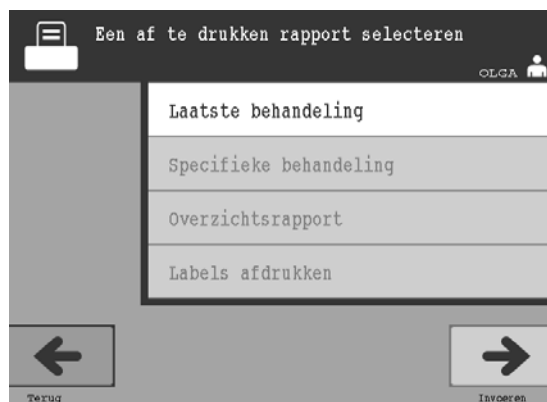 Een af te drukken rapport selecteren
OLGA
Laatste behandeling
Specifieke behandeling
Overzichtsrapport
Labels afdrukken
Terug
Invoeren